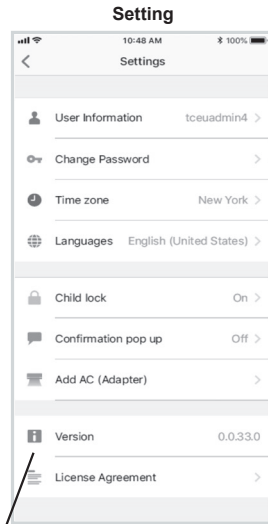 Setting
10:48 AM 100%
Settings
User Information tceuadmin4
Change Password
Time zone New York
Languages English (United States)
Child lock On
Confirmation pop up Off
Add AC (Adapter)
Version 0.0.33.0
License Agreement